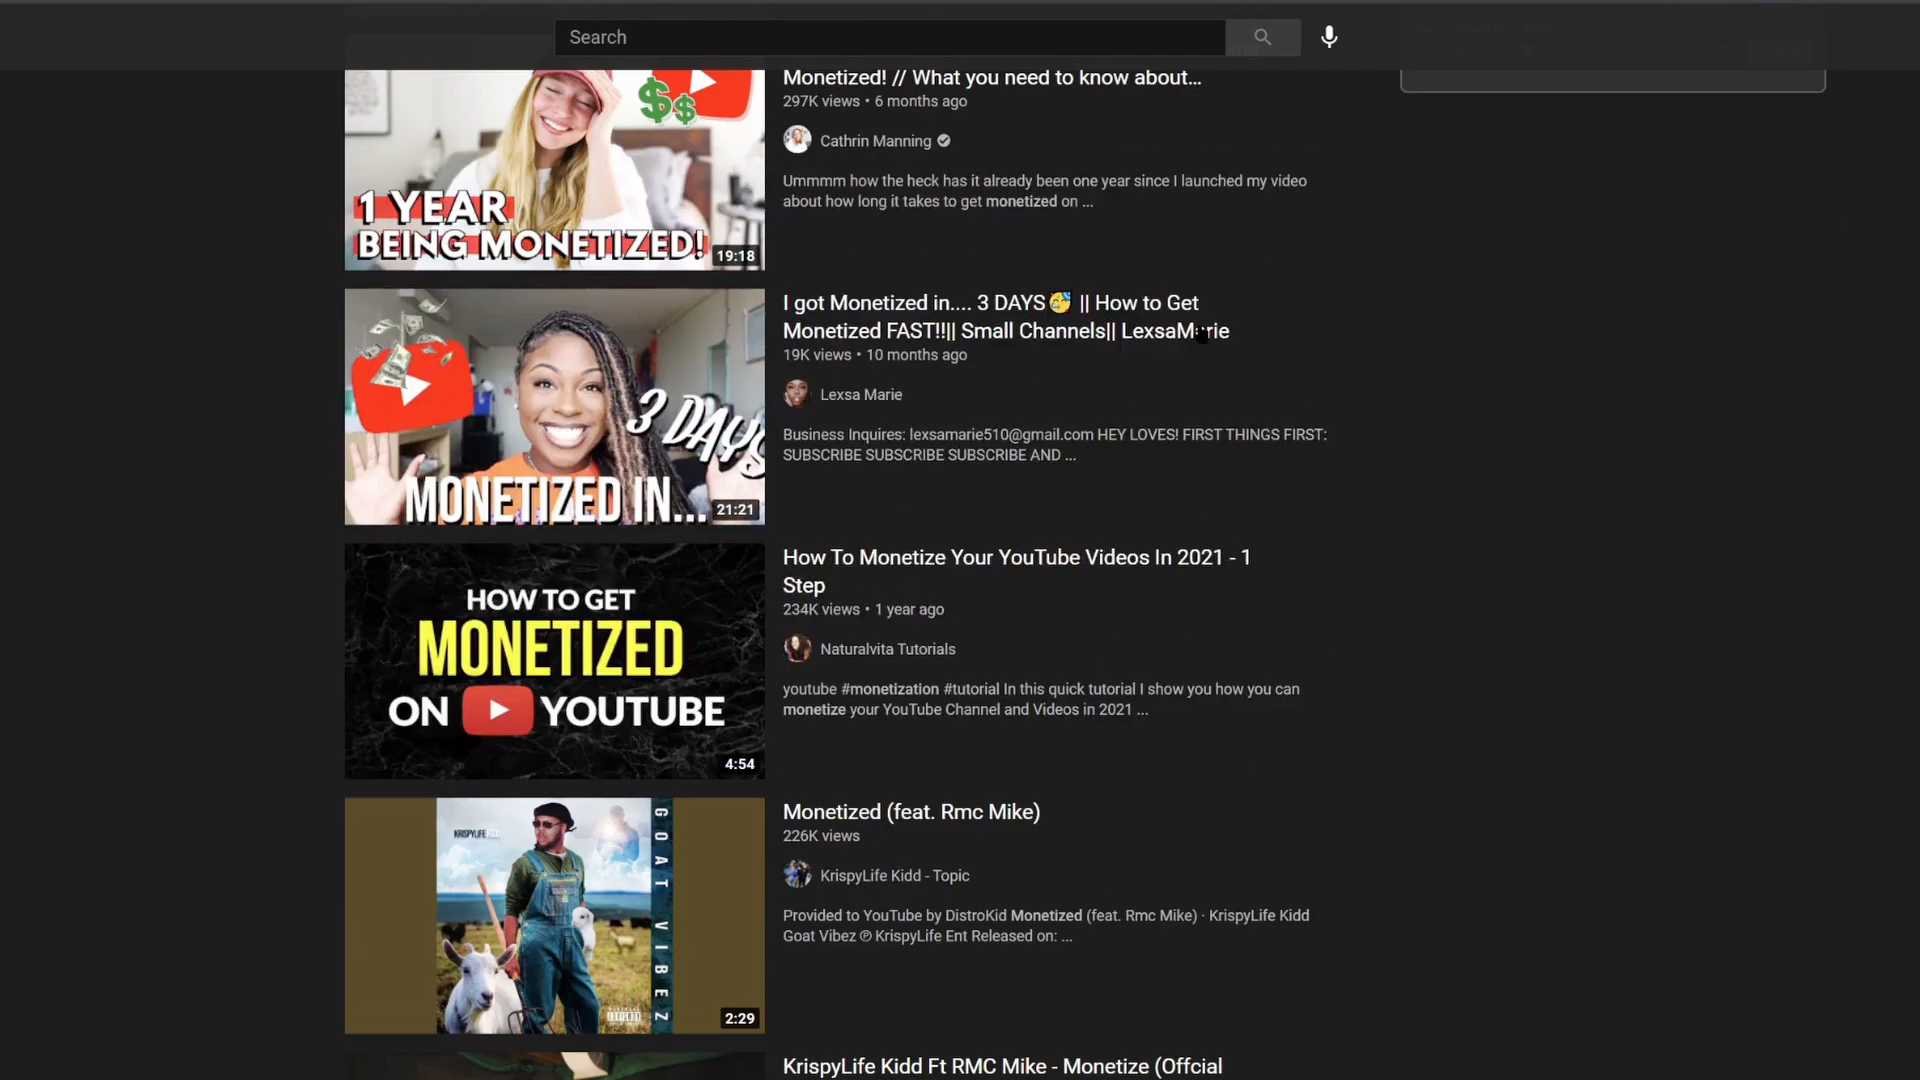 Search
Monetized! // What you need to know about...
297K views • 6 months ago
Cathrin Manning
Ummmm how the heck has it already been one year since I launched my video
about how long it takes to get monetized on ...
$$
1 YEAR
BEING MONETIZED!
19:18
I got Monetized in.... 3 DAYS🥳 || How to Get
Monetized FAST!!|| Small Channels|| LexsaMarie
19K views • 10 months ago
Lexsa Marie
Business Inquires: lexsamarie510@gmail.com HEY LOVES! FIRST THINGS FIRST:
SUBSCRIBE SUBSCRIBE SUBSCRIBE AND ...
3 DAYS
MONETIZED IN...
21:21
How To Monetize Your YouTube Videos In 2021 - 1
Step
234K views • 1 year ago
Naturalvita Tutorials
youtube #monetization #tutorial In this quick tutorial I show you how you can
monetize your YouTube Channel and Videos in 2021 ...
HOW TO GET
MONETIZED
ON YOUTUBE
4:54
Monetized (feat. Rmc Mike)
226K views
KrispyLife Kidd - Topic
Provided to YouTube by DistroKid Monetized (feat. Rmc Mike) · KrispyLife Kidd
Goat Vibez ℗ KrispyLife Ent Released on: ...
KRISPYLIFE
GOAT VIBEZ
2:29
KrispyLife Kidd Ft RMC Mike - Monetize (Offcial